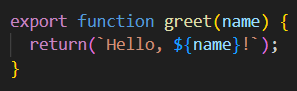 export function greet(name) {
  return(`Hello, ${name}!`);
}